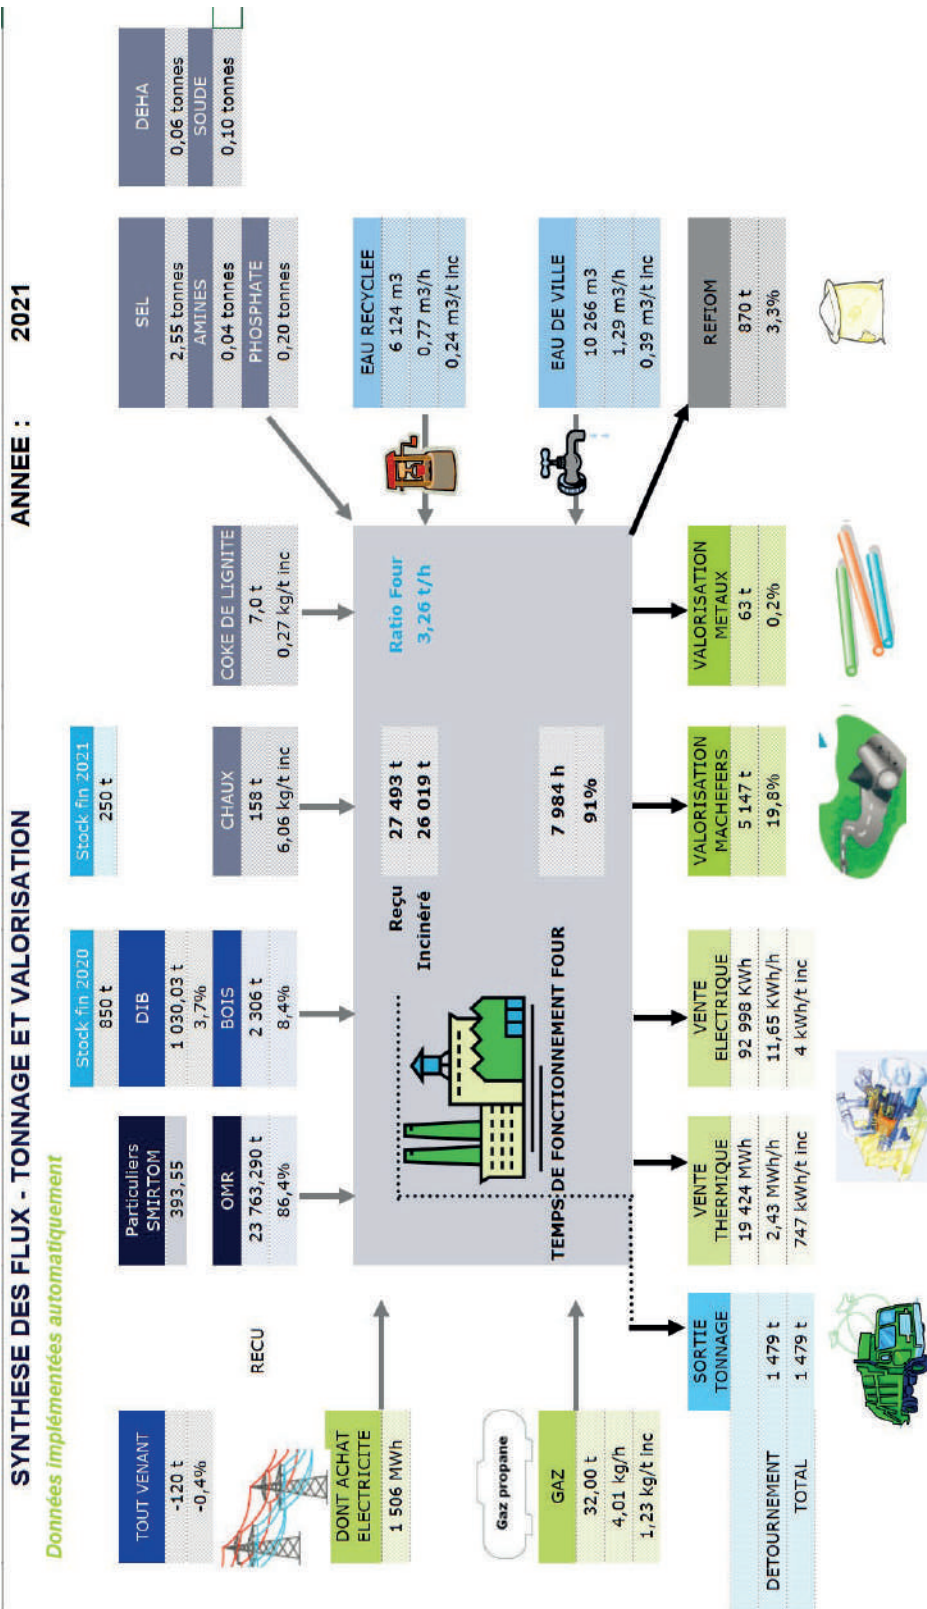 SYNTHESE DES FLUX - TONNAGE ET VALORISATION
ANNEE : 2021
Données implémentées automatiquement
Stock fin 2020
850 t
Stock fin 2021
250 t
TOUT VENANT
-120 t
-0,4%
Particuliers
SMIRTOM
393,55
DIB
1 030,03 t
3,7%
SEL
2,55 tonnes
AMINES
0,04 tonnes
PHOSPHATE
0,20 tonnes
DEHA
0,06 tonnes
SOUDE
0,10 tonnes
RECU
OMR
23 763,290 t
86,4%
BOIS
2 306 t
8,4%
CHAUX
158 t
6,06 kg/t inc
COKE DE LIGNITE
7,0 t
0,27 kg/t inc
DONT ACHAT
ELECTRICITE
1 506 MWh
Reçu 27 493 t
Incinéré 26 019 t
Ratio Four
3,26 t/h
EAU RECYCLEE
6 124 m3
0,77 m3/h
0,24 m3/t inc
Gaz propane
GAZ
32,00 t
4,01 kg/h
1,23 kg/t inc
TEMPS DE FONCTIONNEMENT FOUR
7 984 h
91%
EAU DE VILLE
10 266 m3
1,29 m3/h
0,39 m3/t inc
SORTIE
TONNAGE
DETOURNEMENT 1 479 t
TOTAL 1 479 t
VENTE
THERMIQUE
19 424 MWh
2,43 MWh/h
747 kWh/t inc
VENTE
ELECTRIQUE
92 998 KWh
11,65 KWh/h
4 kWh/t inc
VALORISATION
MACHEFERS
5 147 t
19,8%
VALORISATION
METAUX
63 t
0,2%
REFIOM
870 t
3,3%